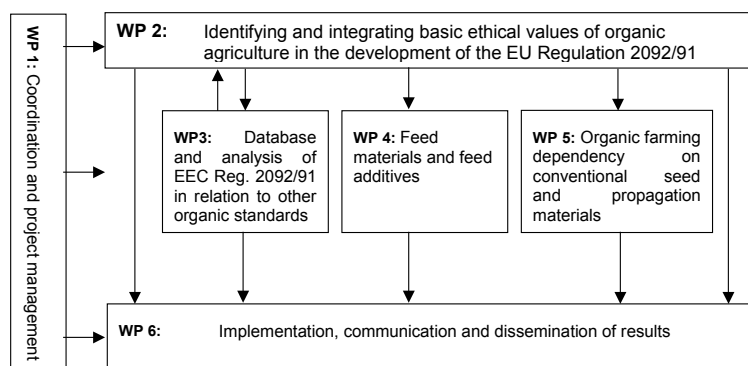 WP 1: Coordination and project management
WP 2: Identifying and integrating basic ethical values of organic
agriculture in the development of the EU Regulation 2092/91
WP3: Database
and analysis of
EEC Reg. 2092/91
in relation to other
organic standards
WP 4: Feed
materials and feed
additives
WP 5: Organic farming
dependency on
conventional seed
and propagation
materials
WP 6: Implementation, communication and dissemination of results